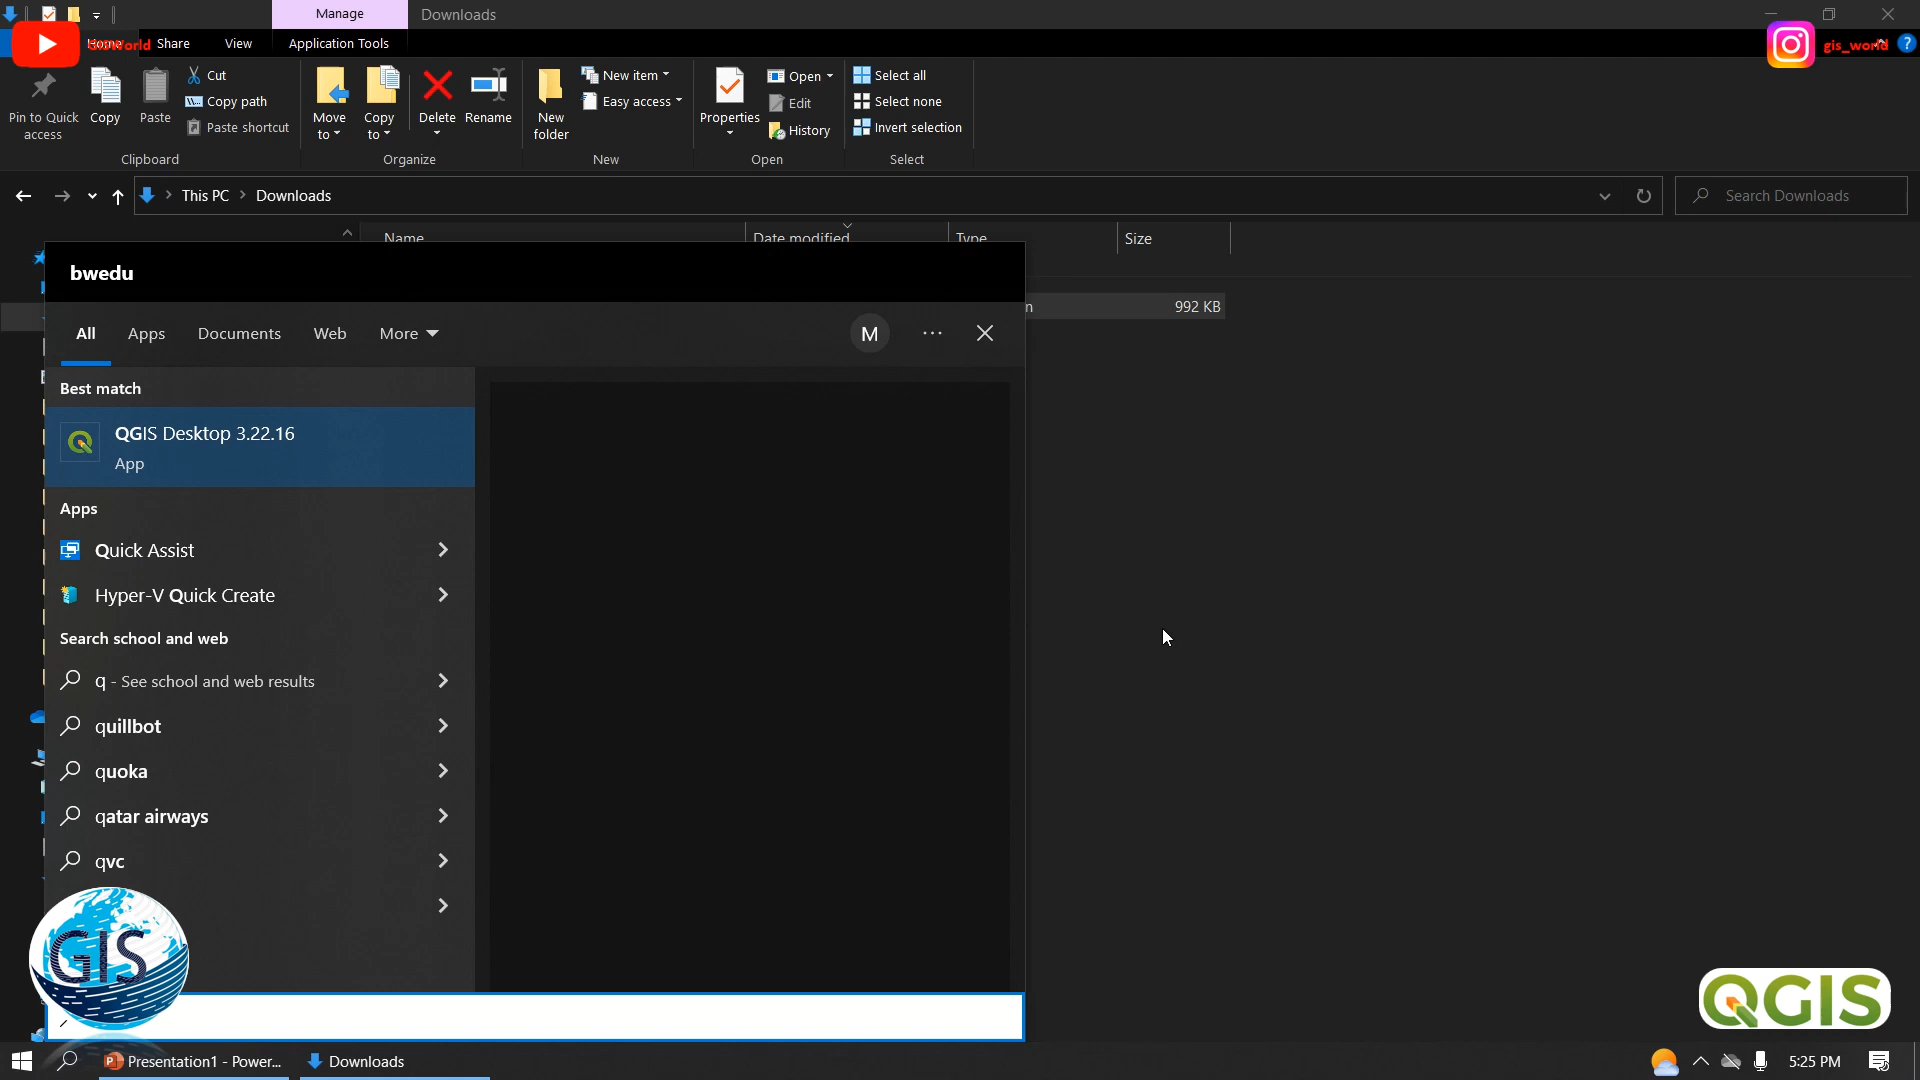 Manage
Downloads
GISWorld
Home
Share
View
Application Tools
gis_world
?
Pin to Quick access
Copy
Paste
Cut
Copy path
Paste shortcut
Clipboard
Move to
Copy to
Delete
Rename
Organize
New folder
New item
Easy access
New
Properties
Open
Edit
History
Open
Select all
Select none
Invert selection
Select
This PC > Downloads
Search Downloads
Name
Date modified
Type
Size
992 KB
bwedu
All
Apps
Documents
Web
More
M
Best match
QGIS Desktop 3.22.16
App
Apps
Quick Assist
Hyper-V Quick Create
Search school and web
q - See school and web results
quillbot
quoka
qatar airways
qvc
GIS
QGIS
Presentation1 - Power...
Downloads
5:25 PM